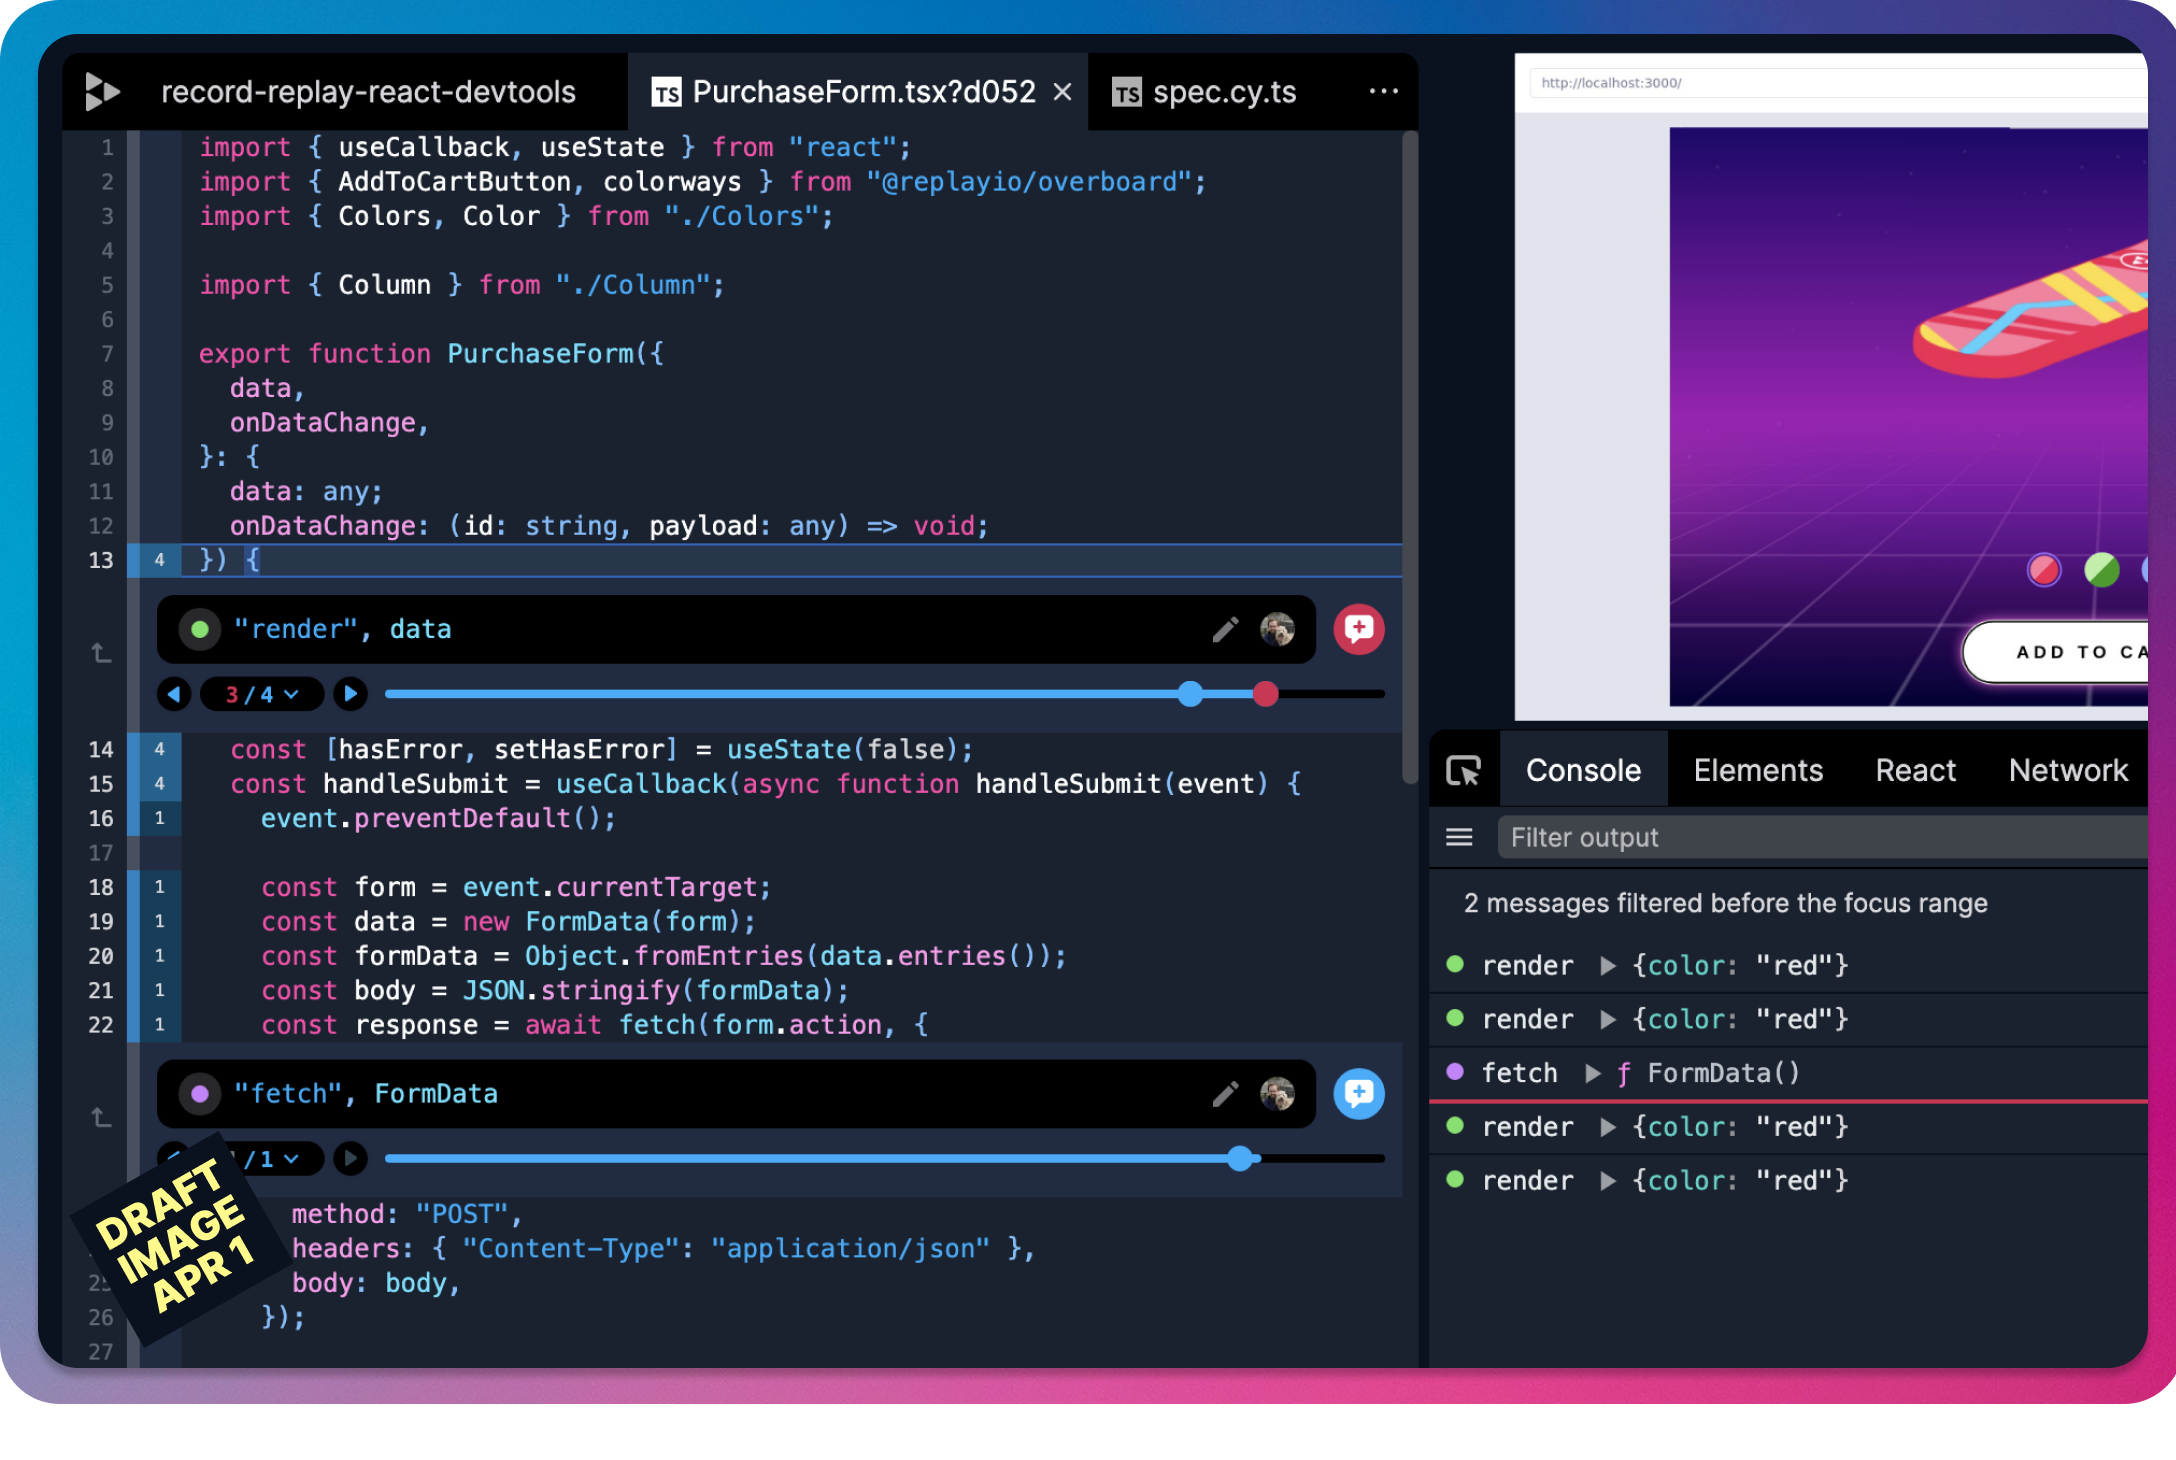 record-replay-react-devtools
TS PurchaseForm.tsx?d052 ×
TS spec.cy.ts
1 import { useCallback, useState } from "react";
2 import { AddToCartButton, colorways } from "@replayio/overboard";
3 import { Colors, Color } from "./Colors";
4
5 import { Column } from "./Column";
6
7 export function PurchaseForm({
8 data,
9 onDataChange,
10 }: {
11 data: any;
12 onDataChange: (id: string, payload: any) => void;
13 4 }) {
"render", data
3/4
14 4 const [hasError, setHasError] = useState(false);
15 4 const handleSubmit = useCallback(async function handleSubmit(event) {
16 1 event.preventDefault();
17
18 1 const form = event.currentTarget;
19 1 const data = new FormData(form);
20 1 const formData = Object.fromEntries(data.entries());
21 1 const body = JSON.stringify(formData);
22 1 const response = await fetch(form.action, {
"fetch", FormData
/1
method: "POST",
headers: { "Content-Type": "application/json" },
25 body: body,
26 });
27
DRAFT
IMAGE
APR 1
http://localhost:3000/
ADD TO CA
Console
Elements
React
Network
Filter output
2 messages filtered before the focus range
render ▶ {color: "red"}
render ▶ {color: "red"}
fetch ▶ ƒ FormData()
render ▶ {color: "red"}
render ▶ {color: "red"}